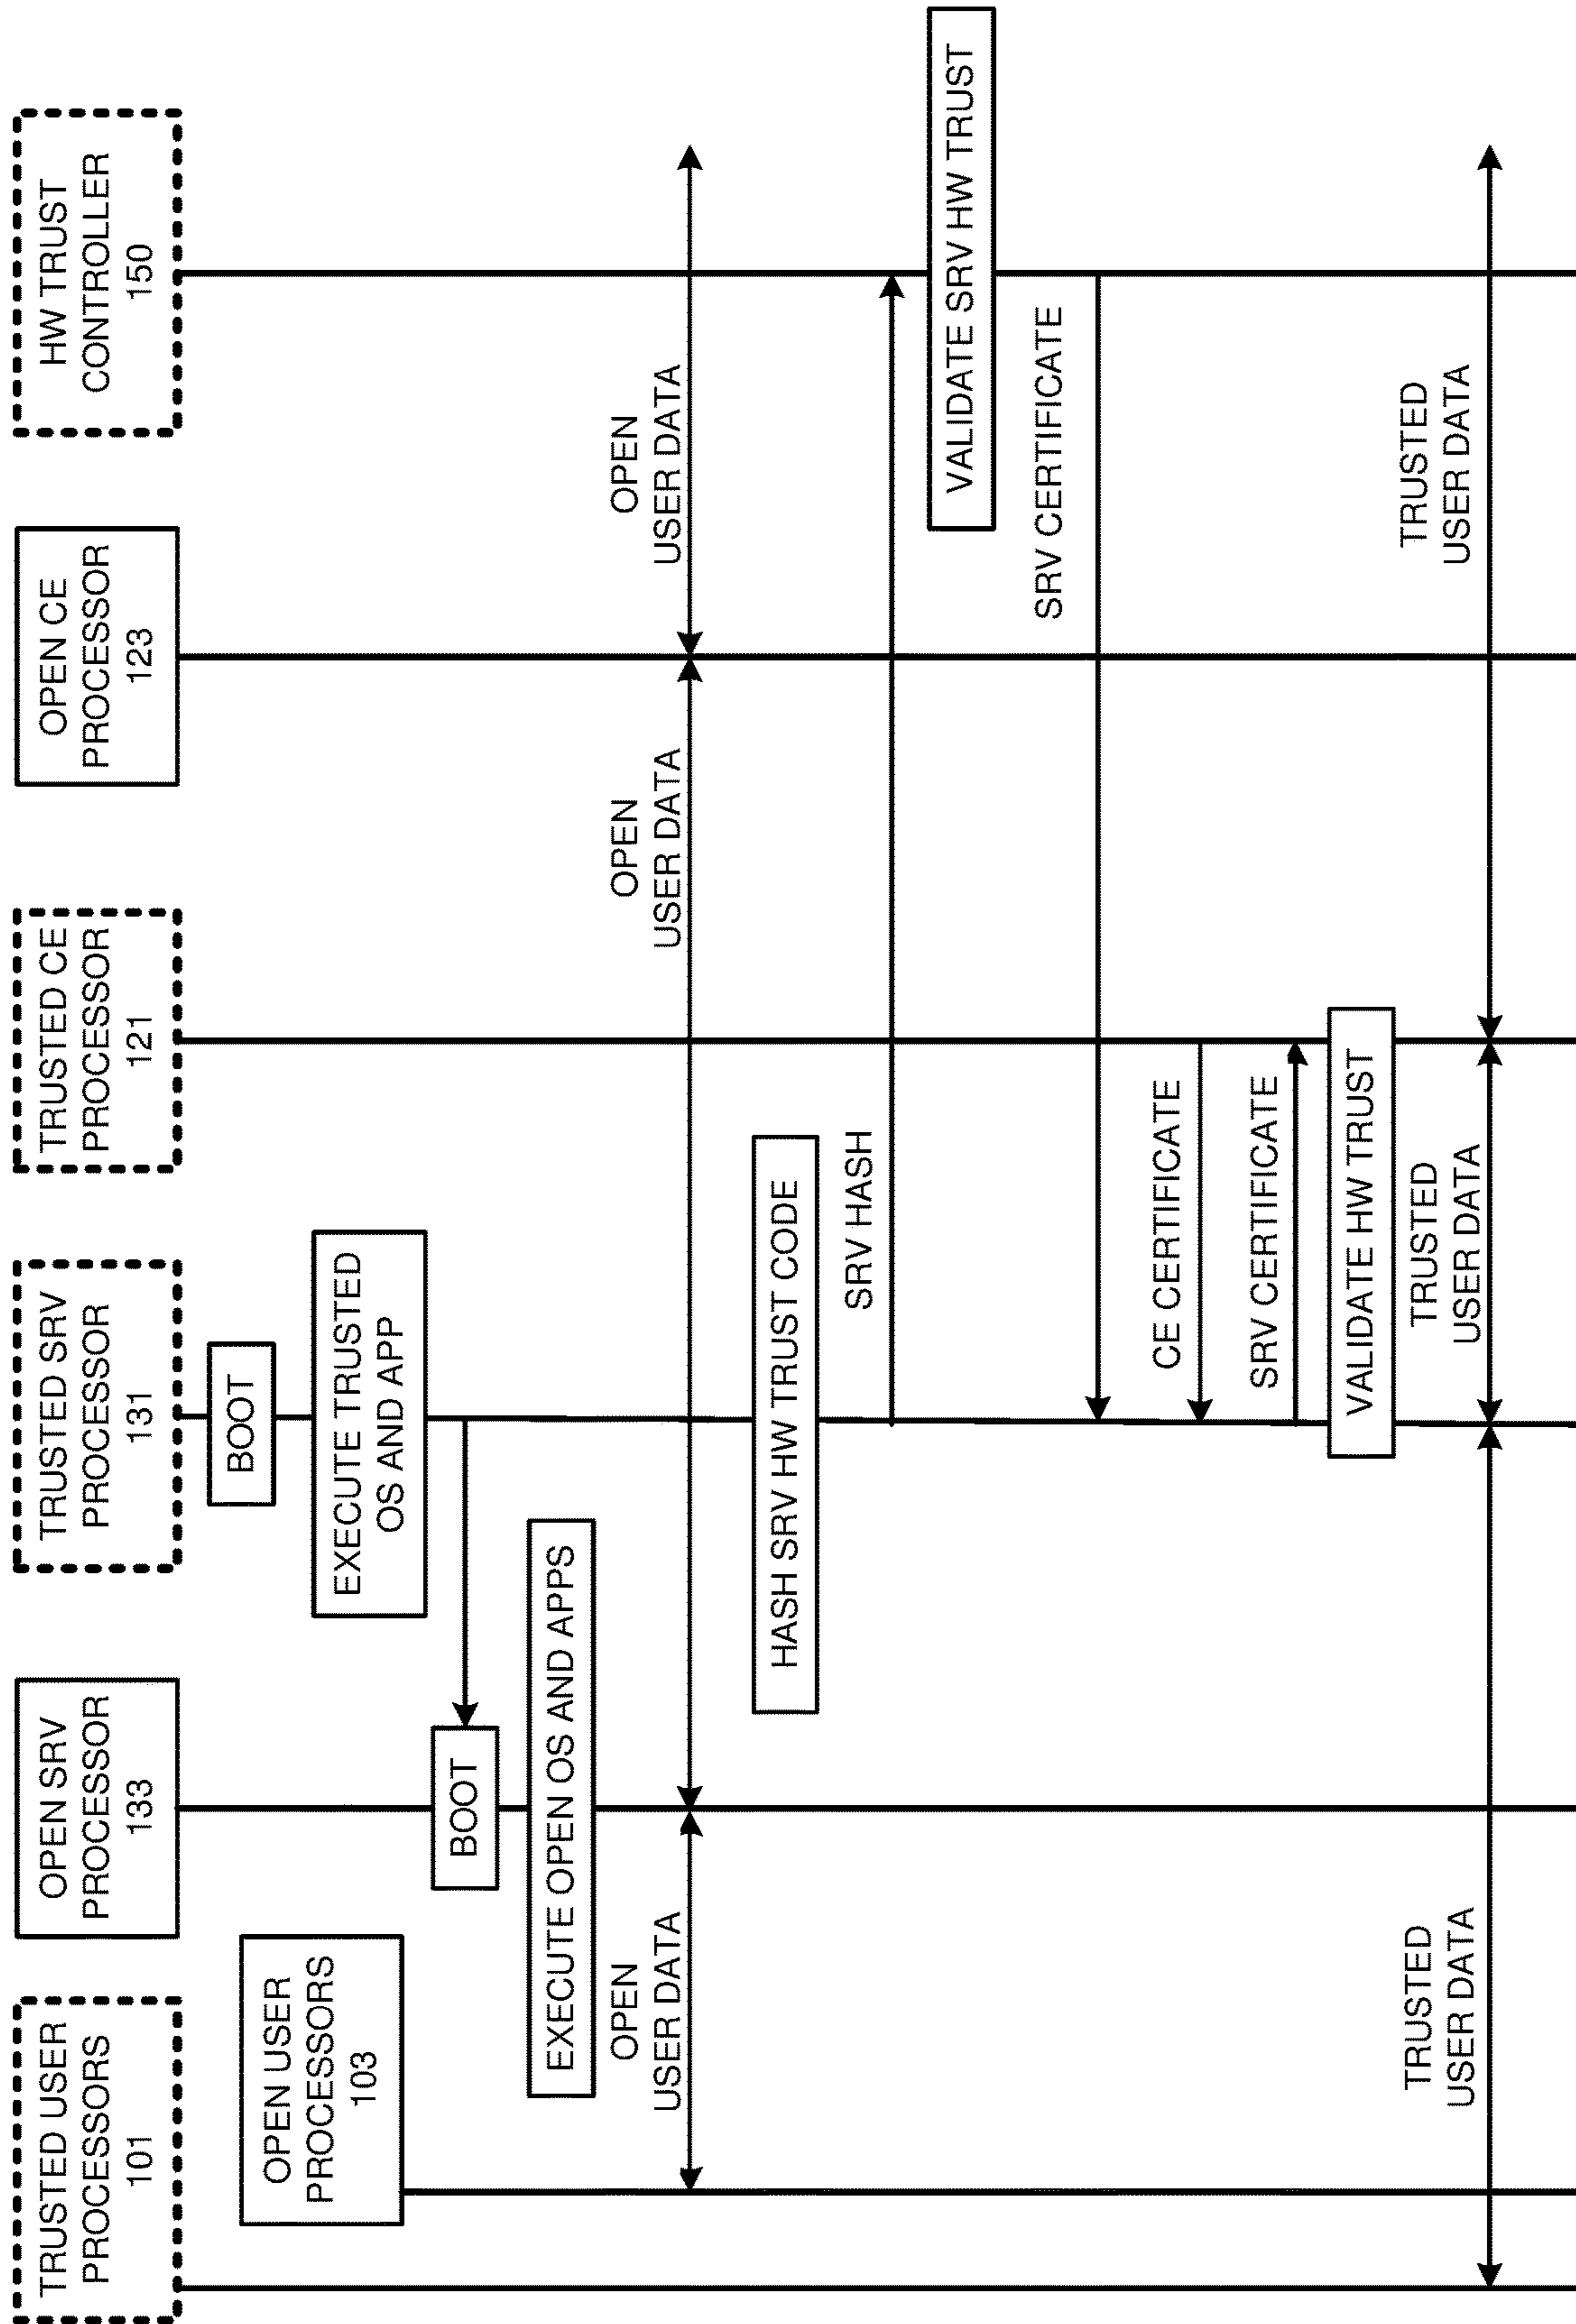 TRUSTED USER
PROCESSORS
101
OPEN SRV
PROCESSOR
133
TRUSTED SRV
PROCESSOR
131
TRUSTED CE
PROCESSOR
121
OPEN CE
PROCESSOR
123
HW TRUST
CONTROLLER
150
OPEN USER
PROCESSORS
103
BOOT
EXECUTE TRUSTED
OS AND APP
BOOT
EXECUTE OPEN OS AND APPS
OPEN
USER DATA
OPEN
USER DATA
OPEN
USER DATA
HASH SRV HW TRUST CODE
SRV HASH
VALIDATE SRV HW TRUST
SRV CERTIFICATE
CE CERTIFICATE
SRV CERTIFICATE
VALIDATE HW TRUST
TRUSTED
USER DATA
TRUSTED
USER DATA
TRUSTED
USER DATA